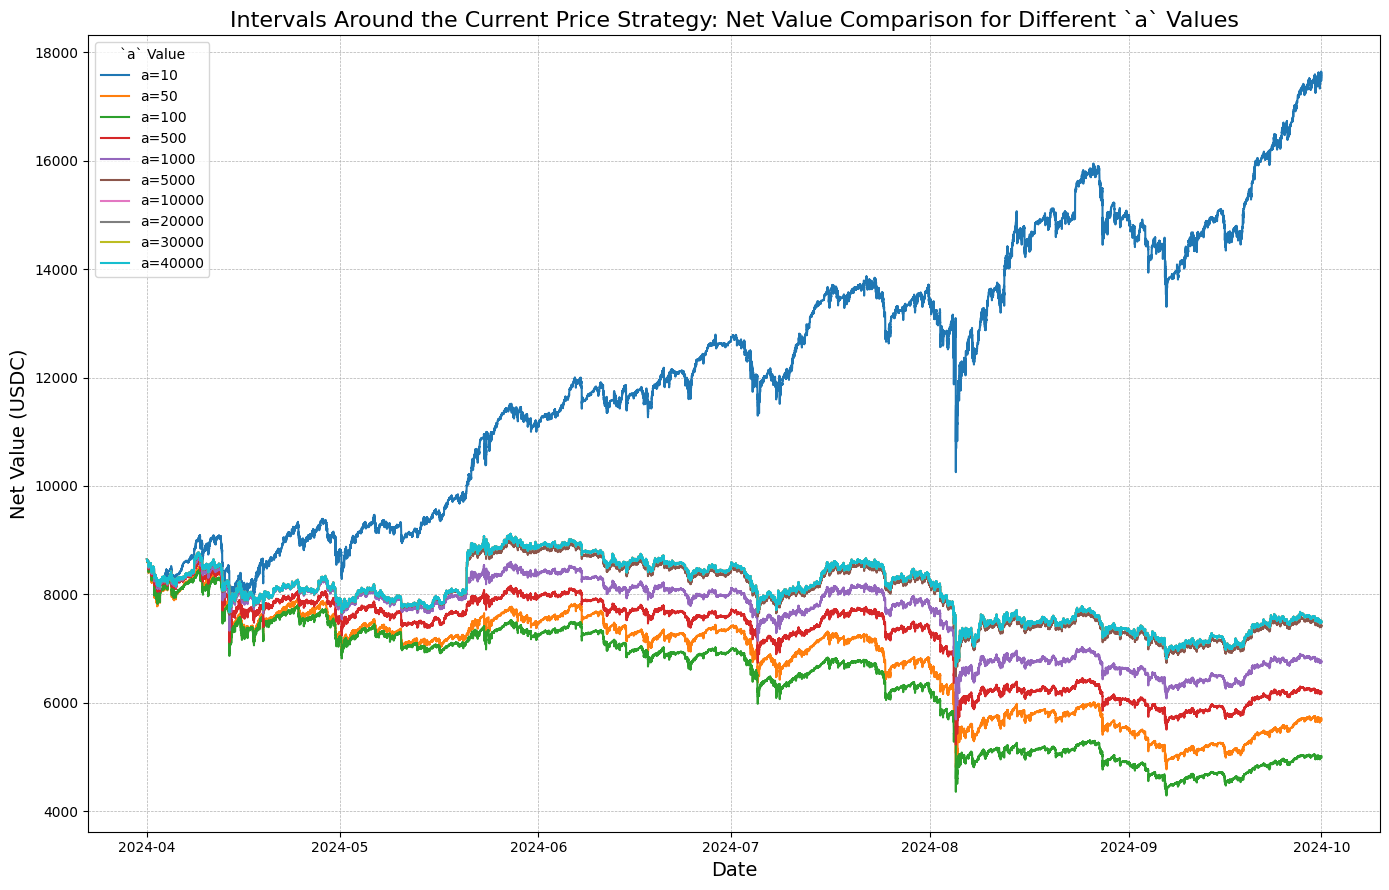 Intervals Around the Current Price Strategy: Net Value Comparison for Different `a` Values
`a` Value
a=10
a=50
a=100
a=500
a=1000
a=5000
a=10000
a=20000
a=30000
a=40000
Net Value (USDC)
18000
16000
14000
12000
10000
8000
6000
4000
2024-04 2024-05 2024-06 2024-07 2024-08 2024-09 2024-10
Date